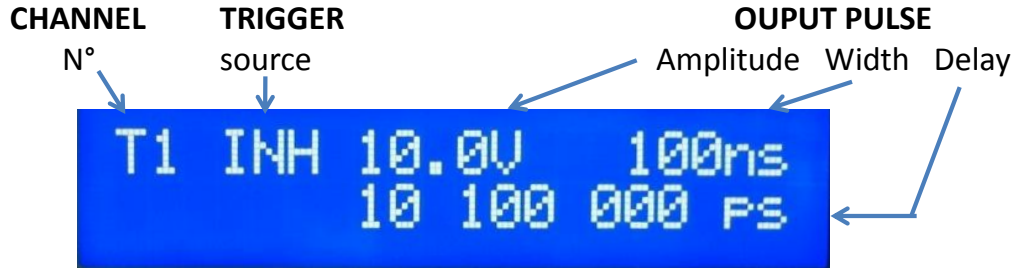 CHANNEL TRIGGER OUPUT PULSE
N° source Amplitude Width Delay
T1 INH 10.0V 100ns
10 100 000 ps